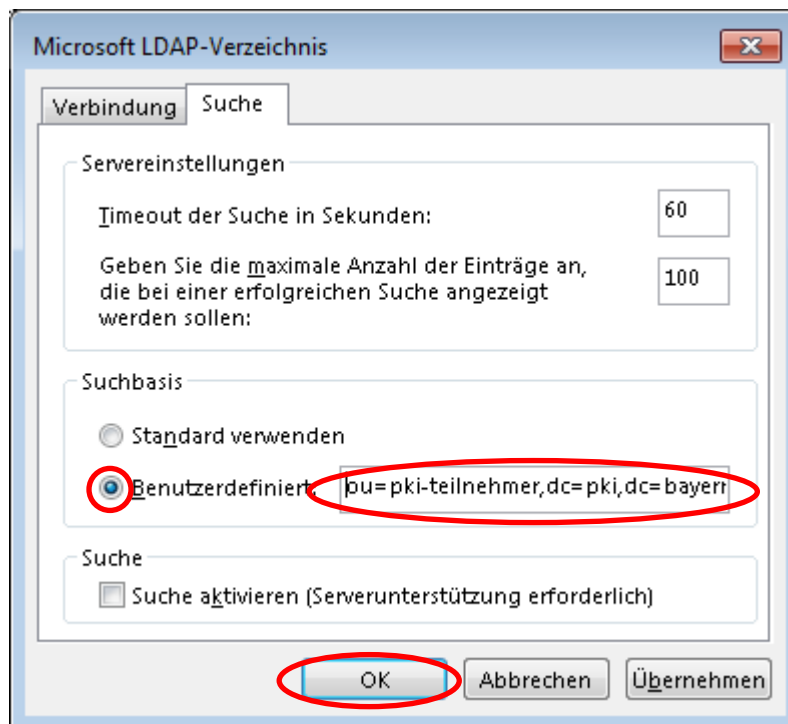 Microsoft LDAP-Verzeichnis
Verbindung Suche
Servereinstellungen
Timeout der Suche in Sekunden: 60
Geben Sie die maximale Anzahl der Einträge an, 100
die bei einer erfolgreichen Suche angezeigt
werden sollen:
Suchbasis
Standard verwenden
Benutzerdefiniert: ou=pki-teilnehmer,dc=pki,dc=bayern
Suche
Suche aktivieren (Serverunterstützung erforderlich)
OK Abbrechen Übernehmen